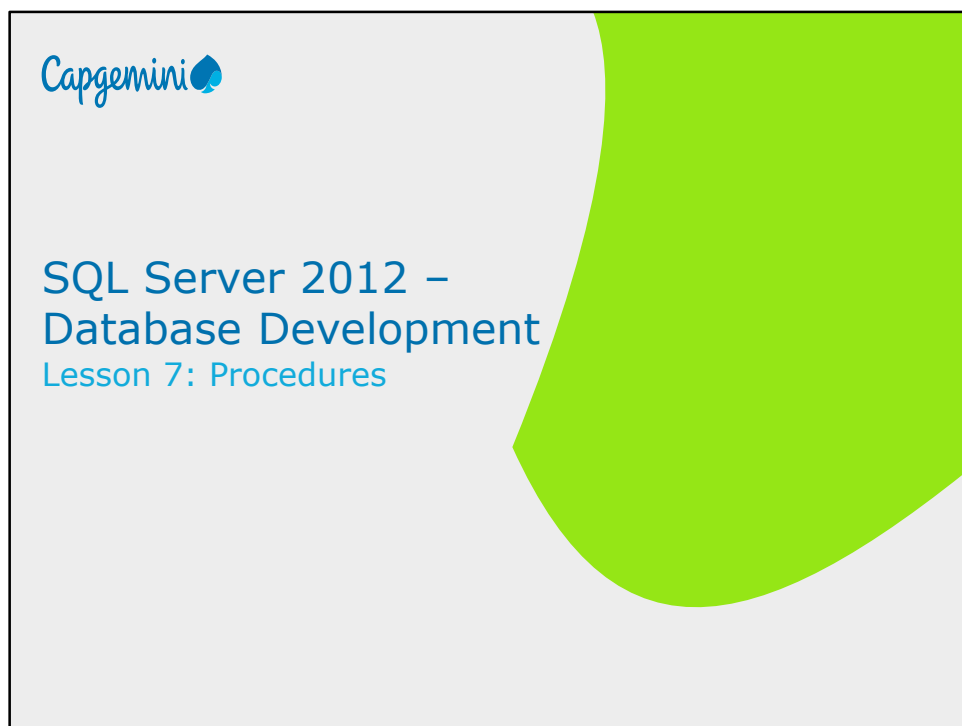 Capgemini
SQL Server 2012 –
Database Development
Lesson 7: Procedures